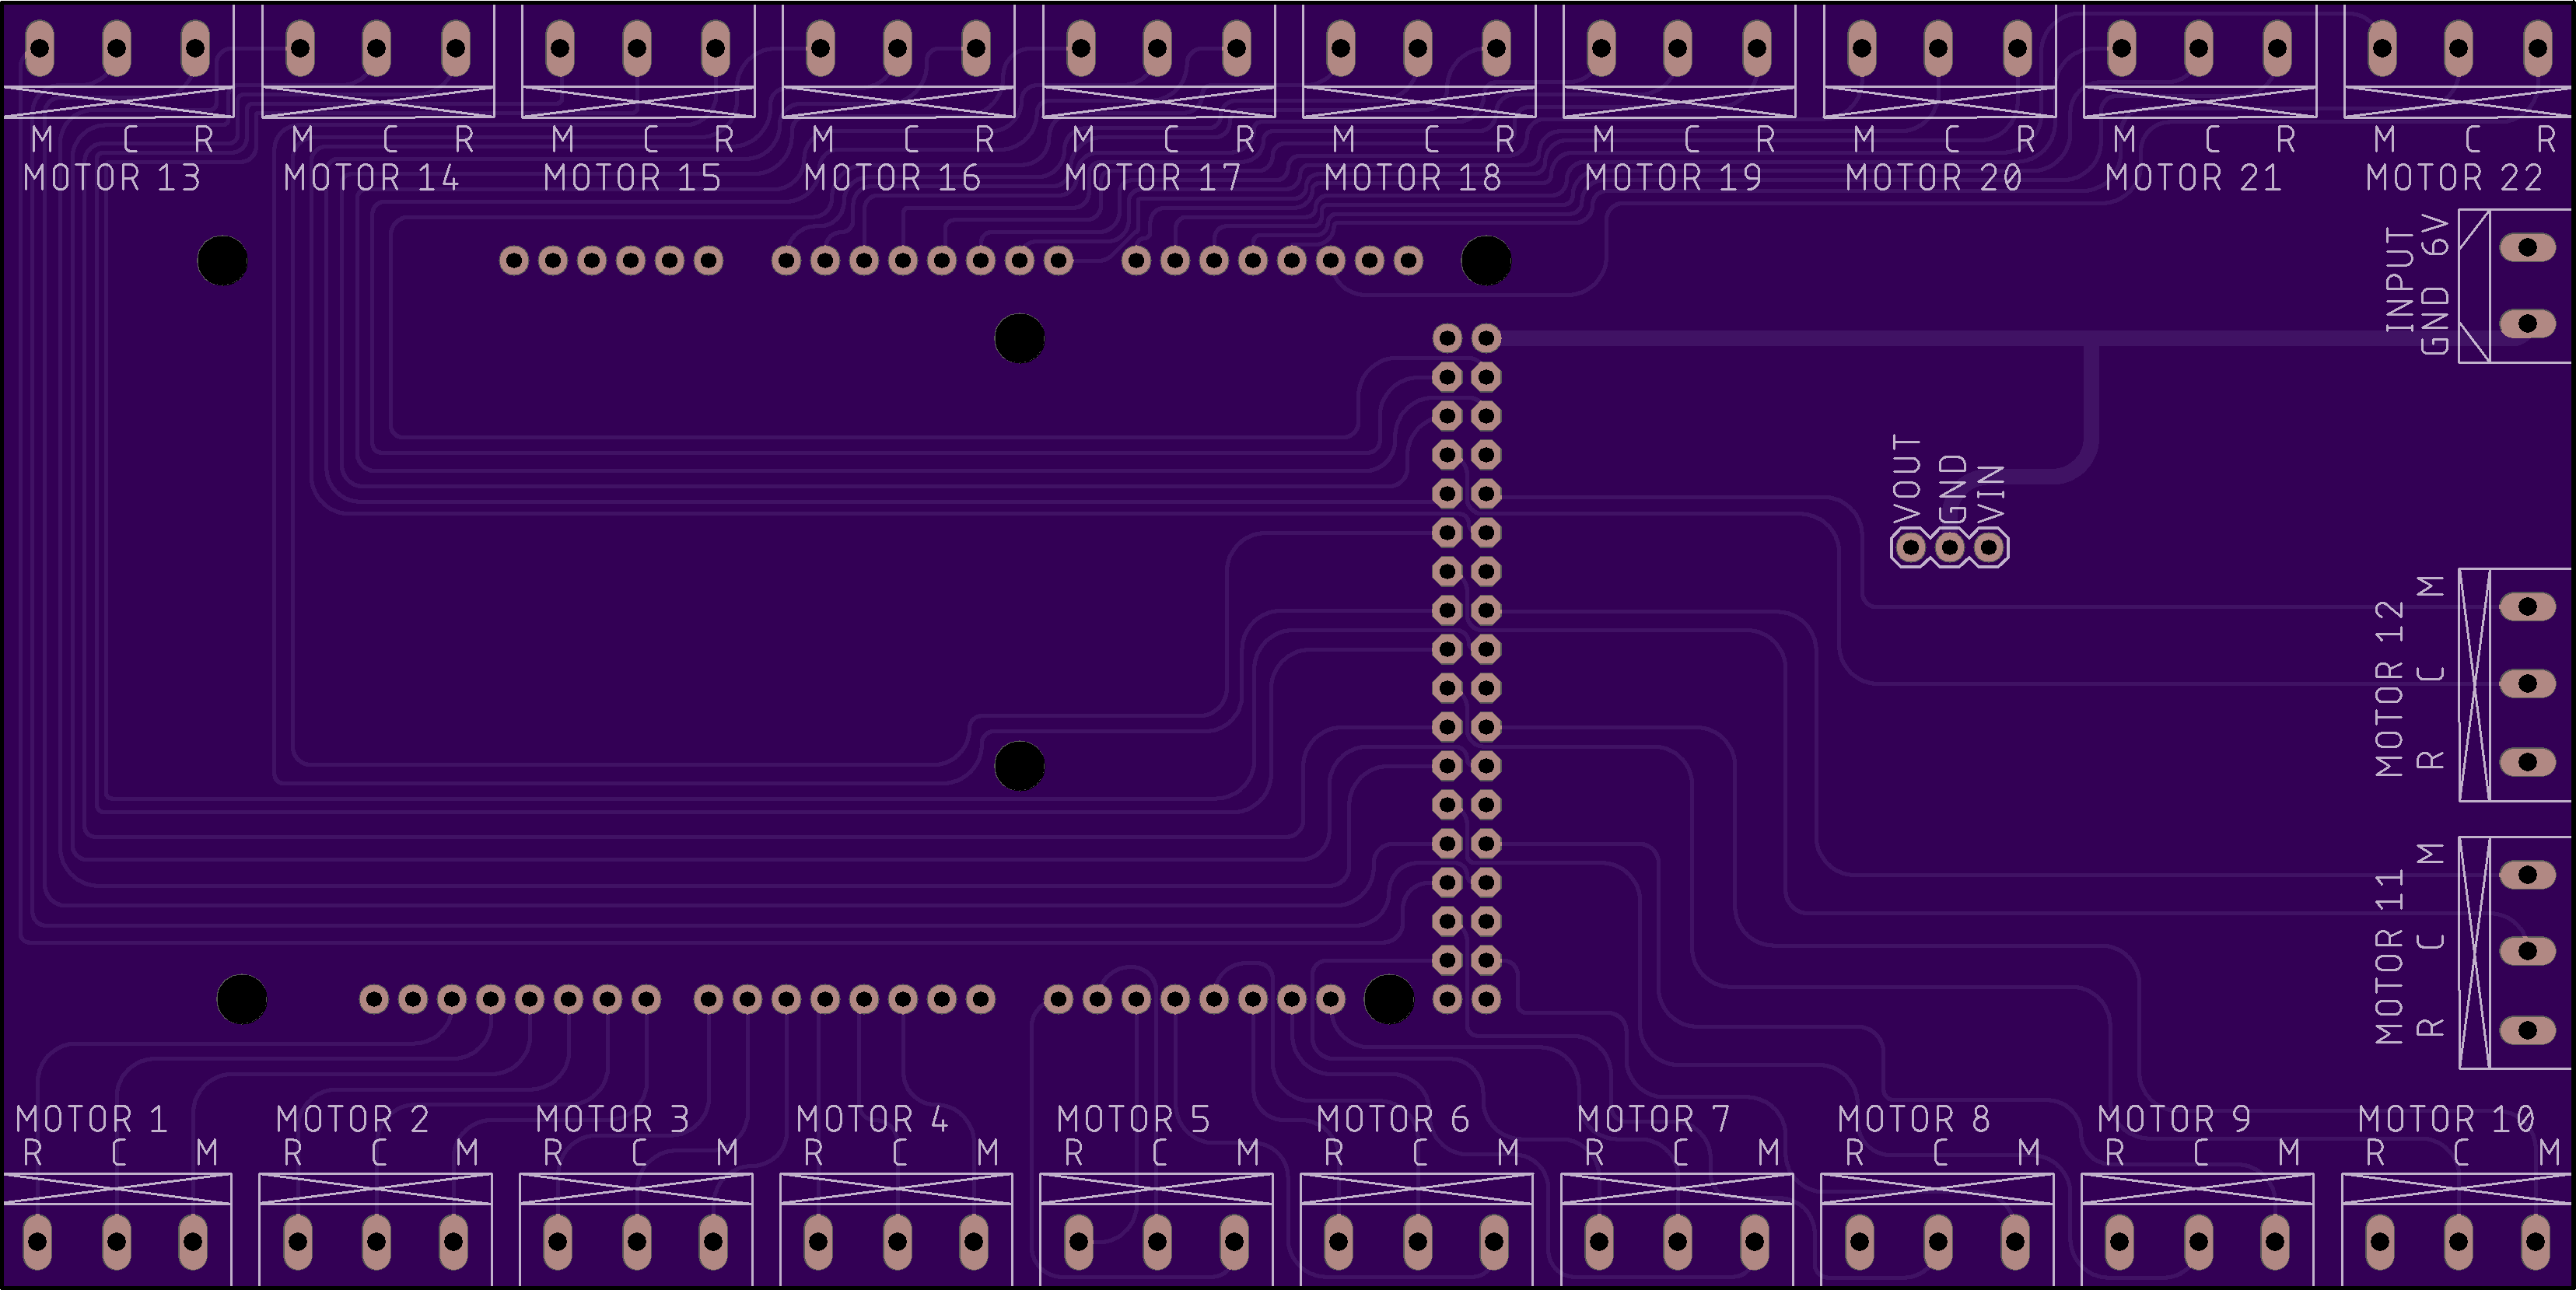 M C R M C R M C R M C R M C R M C R M C R M C R M C R M C R
MOTOR 13 MOTOR 14 MOTOR 15 MOTOR 16 MOTOR 17 MOTOR 18 MOTOR 19 MOTOR 20 MOTOR 21 MOTOR 22
INPUT
GND 6V
VOUT
GND
VIN
MOTOR 12
R C M
MOTOR 11
R C M
MOTOR 1 MOTOR 2 MOTOR 3 MOTOR 4 MOTOR 5 MOTOR 6 MOTOR 7 MOTOR 8 MOTOR 9 MOTOR 10
R C M R C M R C M R C M R C M R C M R C M R C M R C M R C M